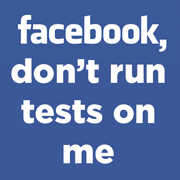 facebook,
don’t run
tests on
me